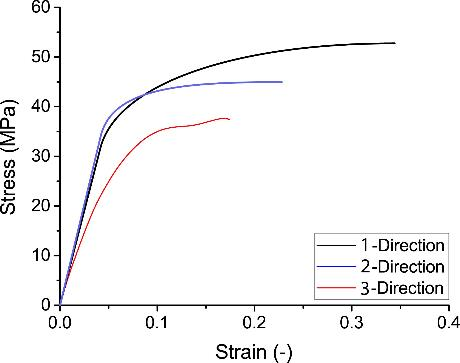 60
50
40
30
20
10
0
Stress (MPa)
0.0 0.1 0.2 0.3 0.4
Strain (-)
1-Direction
2-Direction
3-Direction